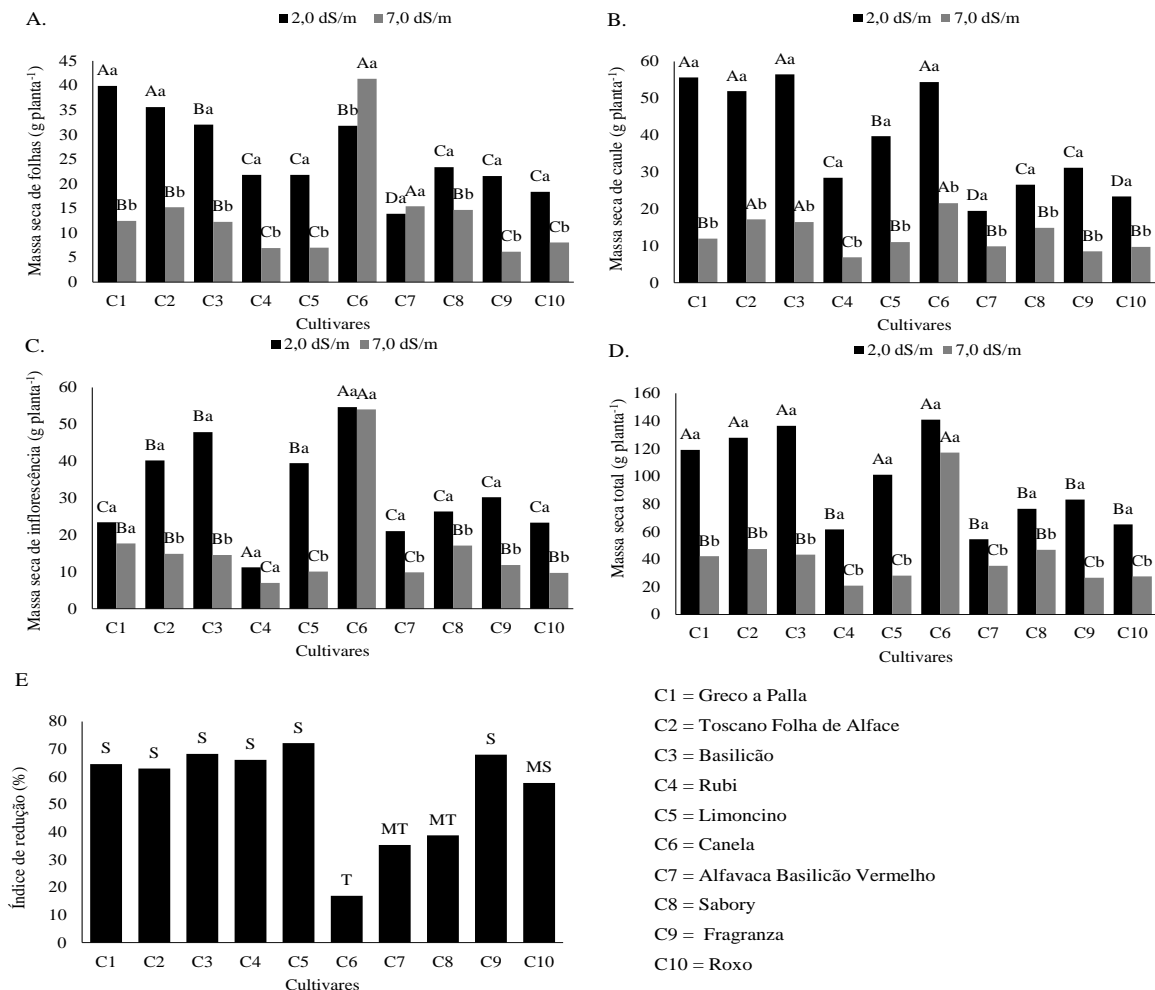 A.
2,0 dS/m 7,0 dS/m
Massa seca de folhas (g planta⁻¹)
45
40
35
30
25
20
15
10
5
0
Aa Bb Aa Bb Ba Bb Ca Cb Ca Cb Bb Aa Da Aa Ca Bb Ca Cb Ca Cb
C1 C2 C3 C4 C5 C6 C7 C8 C9 C10
Cultivares
B.
2,0 dS/m 7,0 dS/m
Massa seca de caule (g planta⁻¹)
60
50
40
30
20
10
0
Aa Bb Aa Ab Aa Ab Ca Bb Ba Bb Aa Ab Da Bb Ca Bb Ca Bb Da Bb
C1 C2 C3 C4 C5 C6 C7 C8 C9 C10
Cultivares
C.
2,0 dS/m 7,0 dS/m
Massa seca de inflorescência (g planta⁻¹)
60
50
40
30
20
10
0
Ca Ba Ba Bb Ba Bb Aa Ca Ba Cb Aa Aa Ca Cb Ca Bb Ca Bb Ca Bb
C1 C2 C3 C4 C5 C6 C7 C8 C9 C10
Cultivares
D.
2,0 dS/m 7,0 dS/m
Massa seca total (g planta⁻¹)
160
140
120
100
80
60
40
20
0
Aa Bb Aa Bb Aa Bb Ba Cb Aa Cb Aa Aa Ba Cb Ba Bb Ba Cb Ba Cb
C1 C2 C3 C4 C5 C6 C7 C8 C9 C10
Cultivares
E
Índice de redução (%)
80
70
60
50
40
30
20
10
0
S S S S S T MT MT S MS
C1 C2 C3 C4 C5 C6 C7 C8 C9 C10
Cultivares
C1 = Greco a Palla
C2 = Toscano Folha de Alface
C3 = Basilicão
C4 = Rubi
C5 = Limoncino
C6 = Canela
C7 = Alfavaca Basilicão Vermelho
C8 = Sabory
C9 = Fragranza
C10 = Roxo